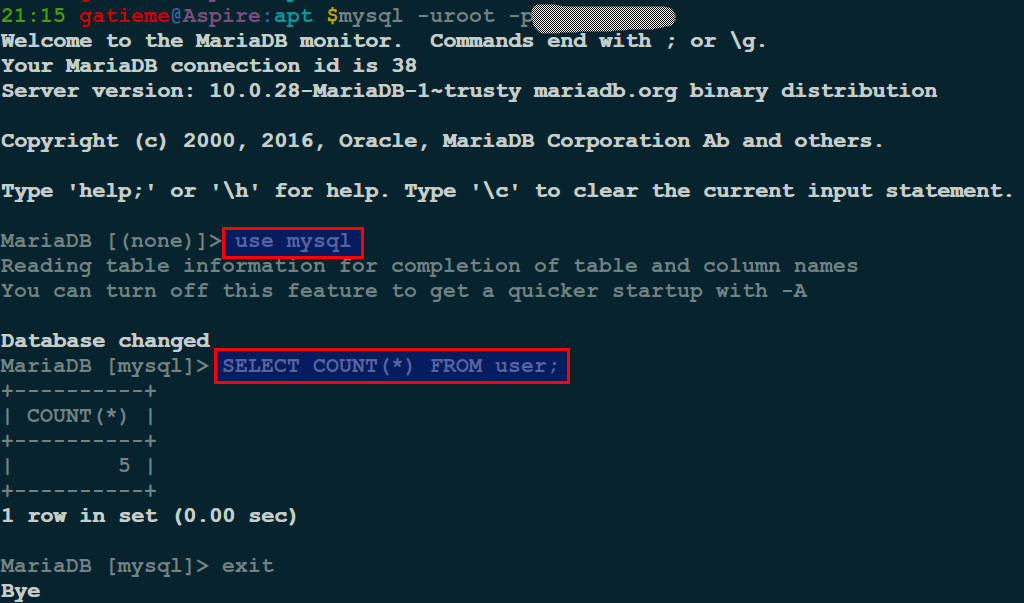 21:15 gatieme@Aspire:apt $mysql -uroot -p
Welcome to the MariaDB monitor.  Commands end with ; or \g.
Your MariaDB connection id is 38
Server version: 10.0.28-MariaDB-1~trusty mariadb.org binary distribution
Copyright (c) 2000, 2016, Oracle, MariaDB Corporation Ab and others.
Type 'help;' or '\h' for help. Type '\c' to clear the current input statement.
MariaDB [(none)]> use mysql
Reading table information for completion of table and column names
You can turn off this feature to get a quicker startup with -A
Database changed
MariaDB [mysql]> SELECT COUNT(*) FROM user;
+----------+
| COUNT(*) |
+----------+
|        5 |
+----------+
1 row in set (0.00 sec)
MariaDB [mysql]> exit
Bye